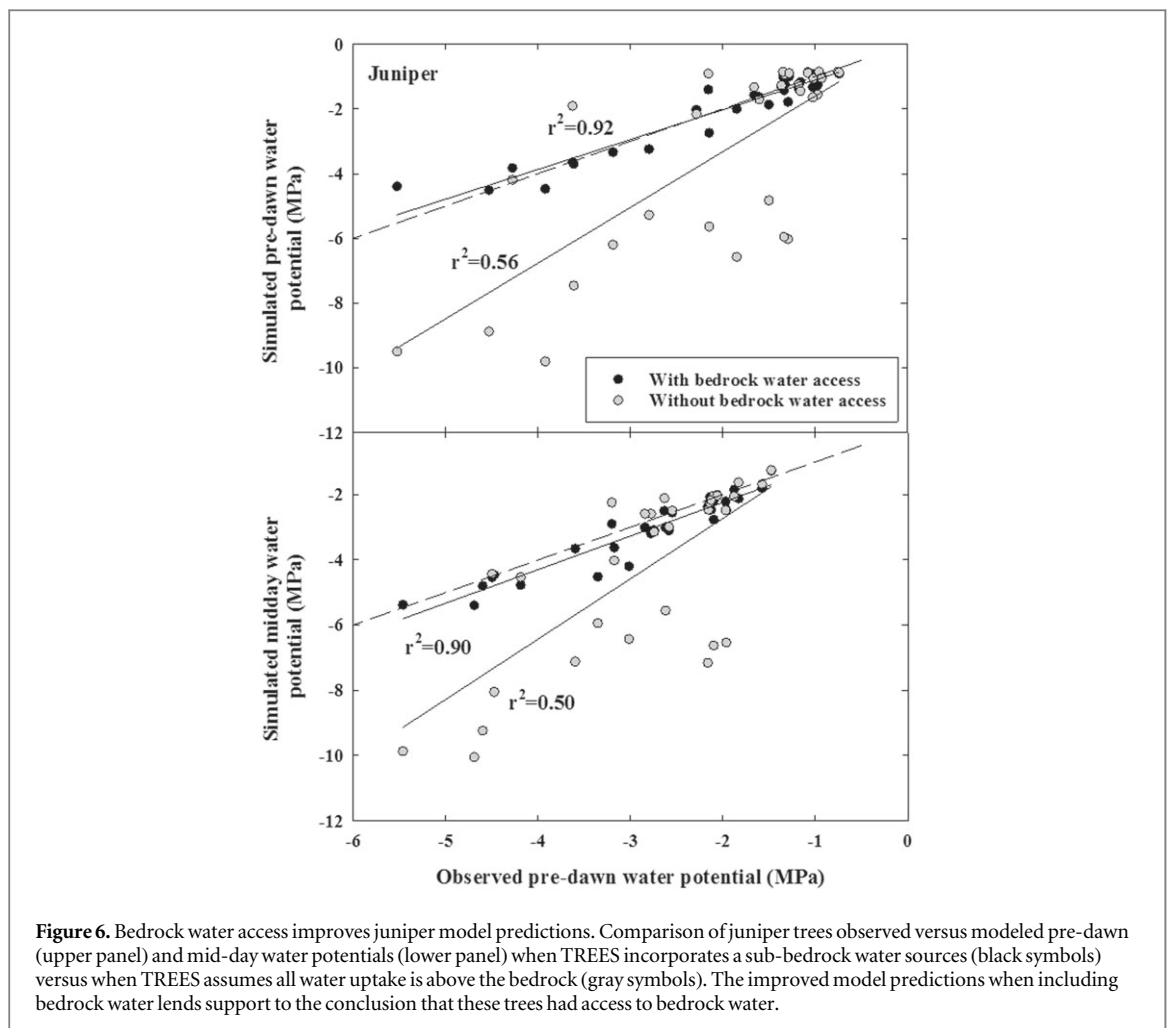 0
Juniper
-2
r²=0.92
-4
Simulated pre-dawn water
potential (MPa)
-6
r²=0.56
-8
-10
With bedrock water access
Without bedrock water access
-12
-2
-4
Simulated midday water
potential (MPa)
-6
r²=0.90
r²=0.50
-8
-10
-12
-6 -5 -4 -3 -2 -1 0
Observed pre-dawn water potential (MPa)
Figure 6. Bedrock water access improves juniper model predictions. Comparison of juniper trees observed versus modeled pre-dawn
(upper panel) and mid-day water potentials (lower panel) when TREES incorporates a sub-bedrock water sources (black symbols)
versus when TREES assumes all water uptake is above the bedrock (gray symbols). The improved model predictions when including
bedrock water lends support to the conclusion that these trees had access to bedrock water.